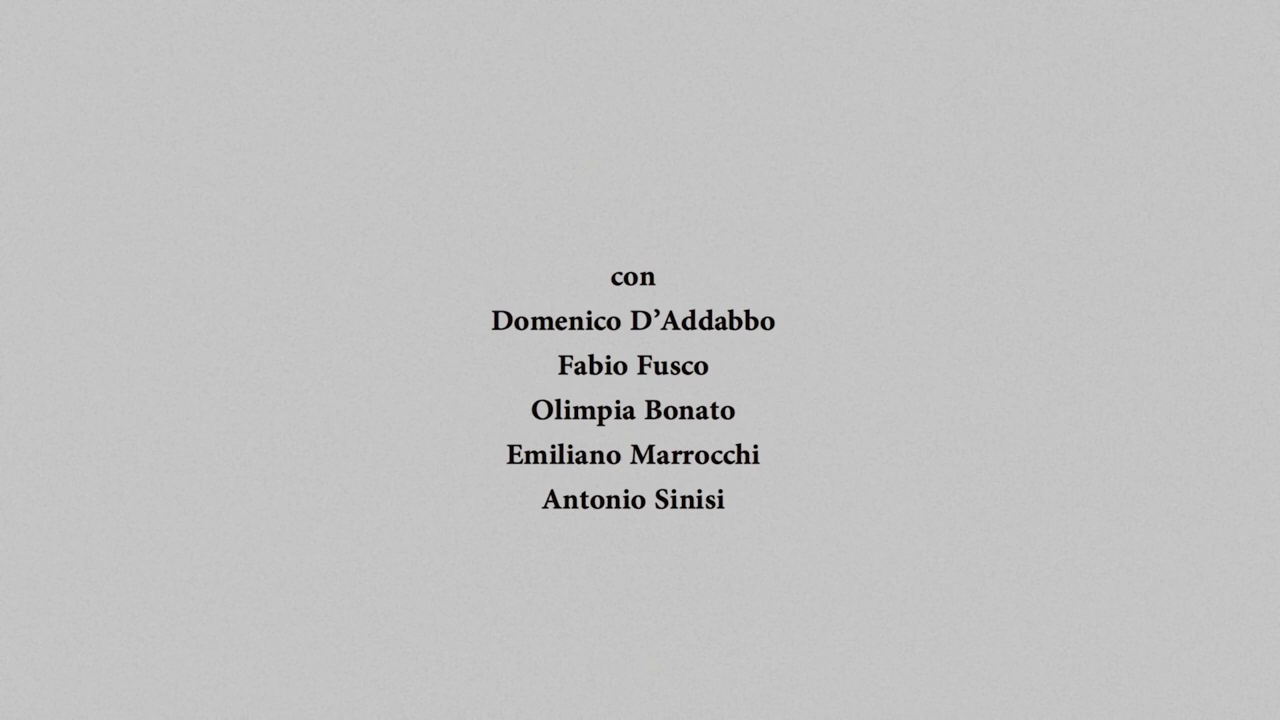 con
Domenico D’Addabbo
Fabio Fusco
Olimpia Bonato
Emiliano Marrocchi
Antonio Sinisi